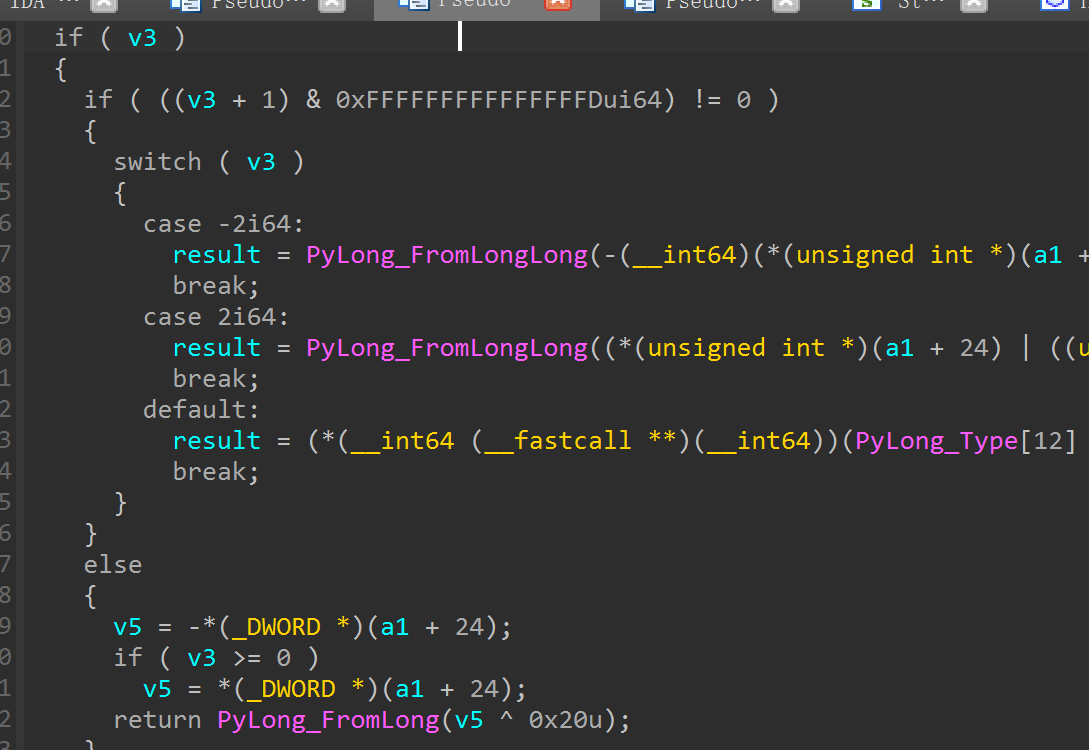 IDA ··· Pseudo··· Pseudo Pseudo··· St···
0 if ( v3 )
1 {
2 if ( ((v3 + 1) & 0xFFFFFFFFFFFFFFFDui64) != 0 )
3 {
4 switch ( v3 )
5 {
6 case -2i64:
7 result = PyLong_FromLongLong(-(__int64)(*(unsigned int *)(a1 +
8 break;
9 case 2i64:
0 result = PyLong_FromLongLong((*(unsigned int *)(a1 + 24) | ((u
1 break;
2 default:
3 result = (*(__int64 (__fastcall **)(__int64))(PyLong_Type[12]
4 break;
5 }
6 }
7 else
8 {
9 v5 = -*(_DWORD *)(a1 + 24);
0 if ( v3 >= 0 )
1 v5 = *(_DWORD *)(a1 + 24);
2 return PyLong_FromLong(v5 ^ 0x20u);
3 }